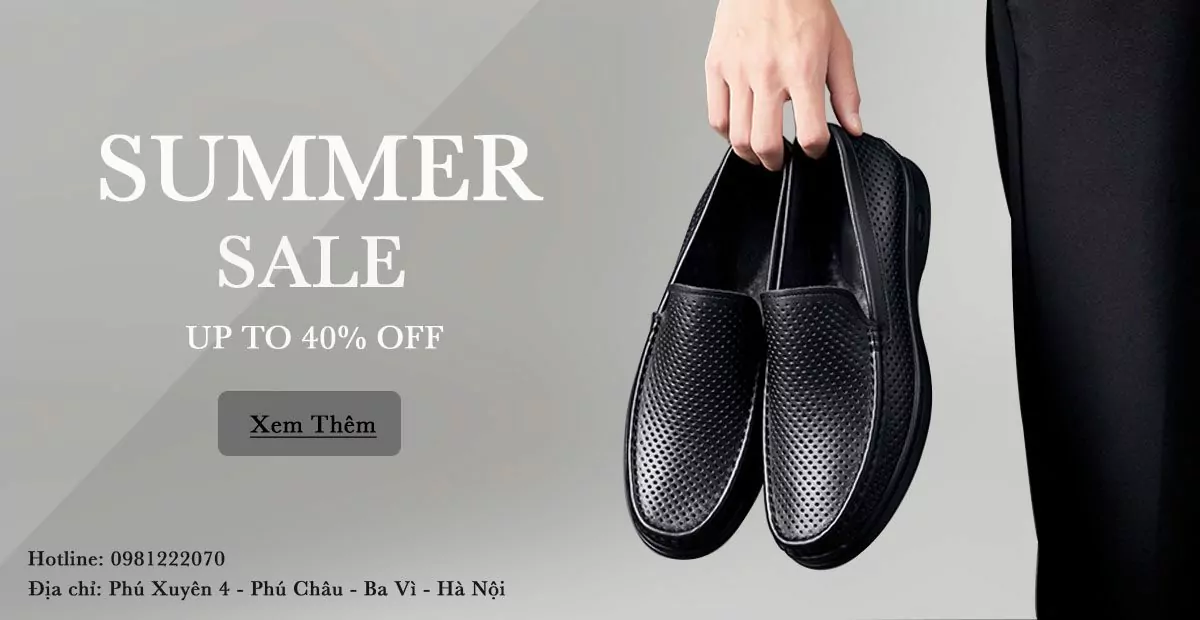 SUMMER
SALE
UP TO 40% OFF
Xem Thêm
Hotline: 0981222070
Địa chỉ: Phú Xuyên 4 - Phú Châu - Ba Vì - Hà Nội